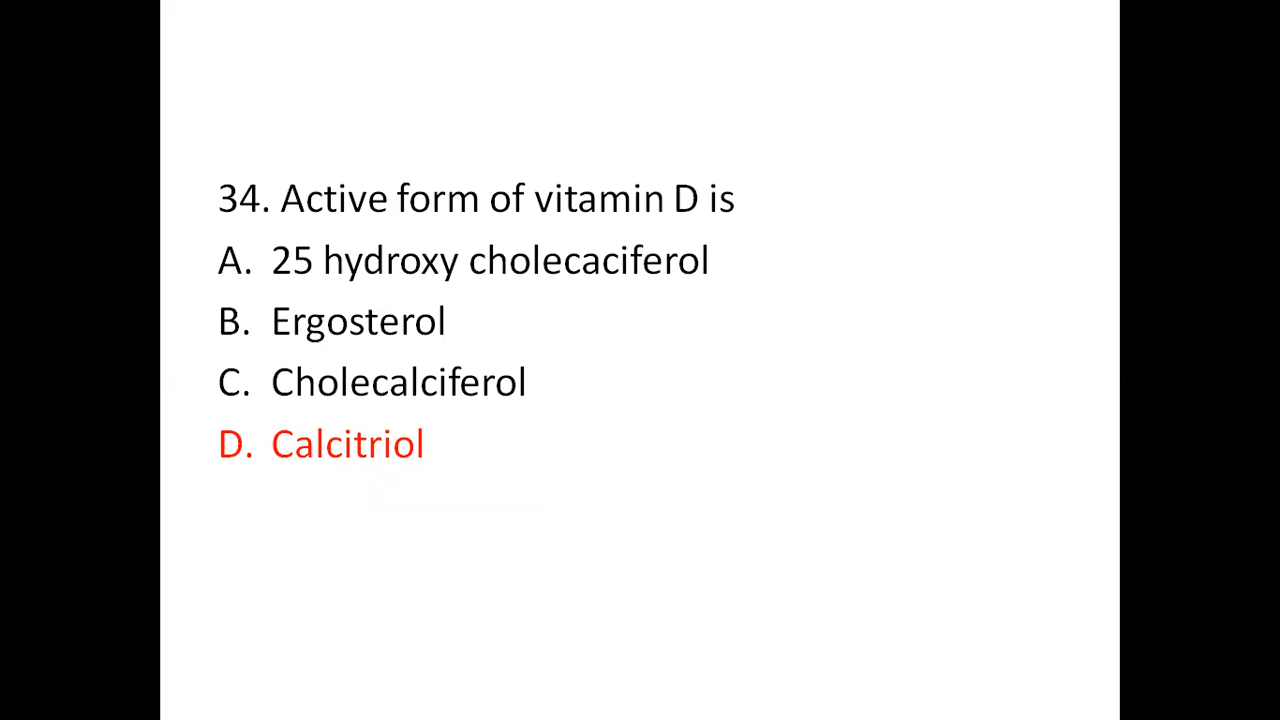 34. Active form of vitamin D is
A. 25 hydroxy cholecaciferol
B. Ergosterol
C. Cholecalciferol
D. Calcitriol